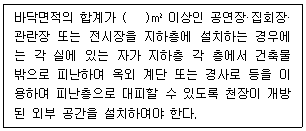 바닥면적의 합계가 (    )㎡ 이상인 공연장·집회장·
관란장 또는 전시장을 지하층에 설치하는 경우에
는 각 실에 있는 자가 지하층 각 층에서 건축물
밖으로 피난하여 옥외 계단 또는 경사로 등을 이
용하여 피난층으로 대피할 수 있도록 천장이 개방
된 외부 공간을 설치하여야 한다.